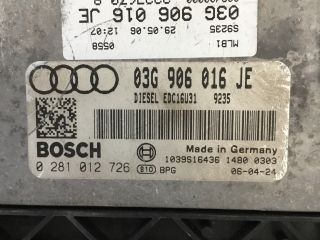 03G 906 016 JE
29.05.06 12:07
0558
S9235
MLB1
03G 906 016 JE
DIESEL EDC16U31 9235
BOSCH
Made in Germany
1039S16436 1480 0303
0 281 012 726
BPG
06-04-24